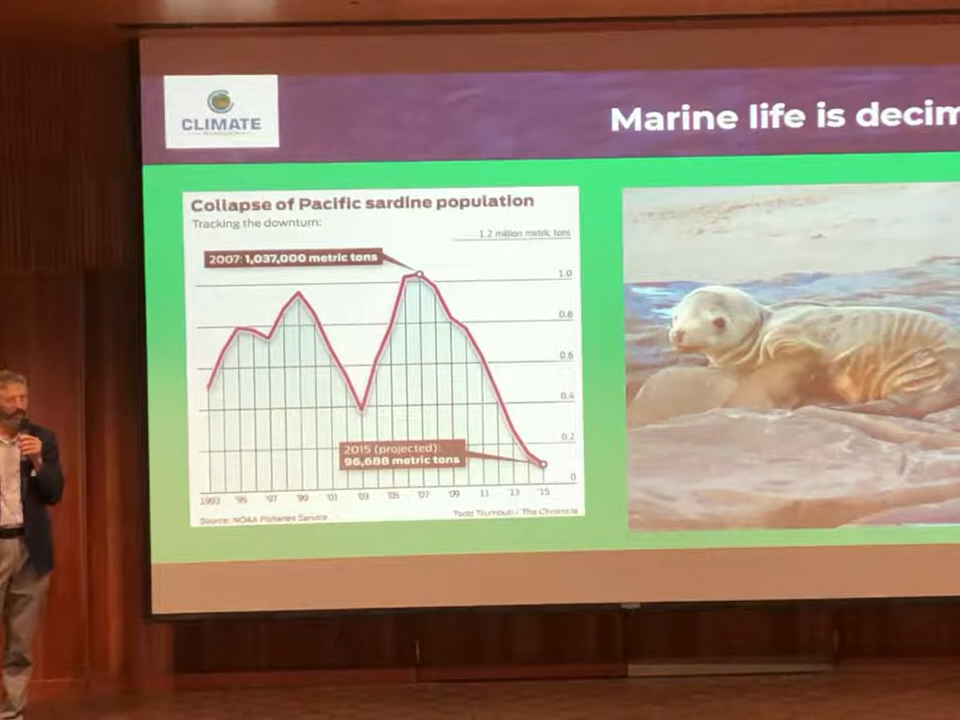 CLIMATE
Marine life is decim
Collapse of Pacific sardine population
Tracking the downturn:
1.2 million metric tons
2007: 1,037,000 metric tons
1.0
0.8
0.6
0.4
0.2
0
2015 (projected):
96,688 metric tons
1993 '95 '97 '99 '01 '03 '05 '07 '09 11 '13 '15
Source: NOAA Fisheries Service
Todd Trumbull / The Chronicle